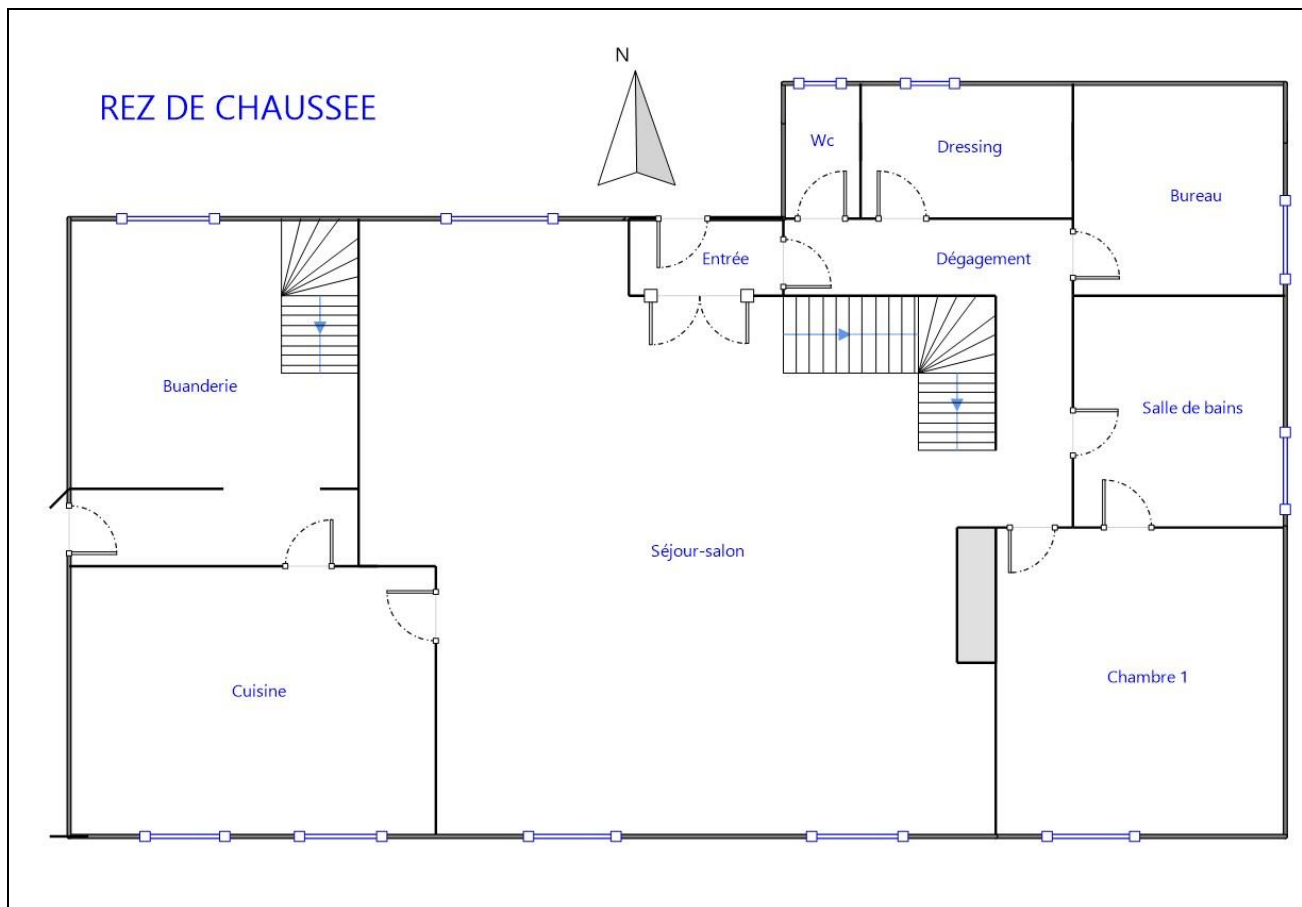 N
REZ DE CHAUSSEE
Wc
Dressing
Bureau
Entrée
Dégagement
Buanderie
Salle de bains
Séjour-salon
Cuisine
Chambre 1